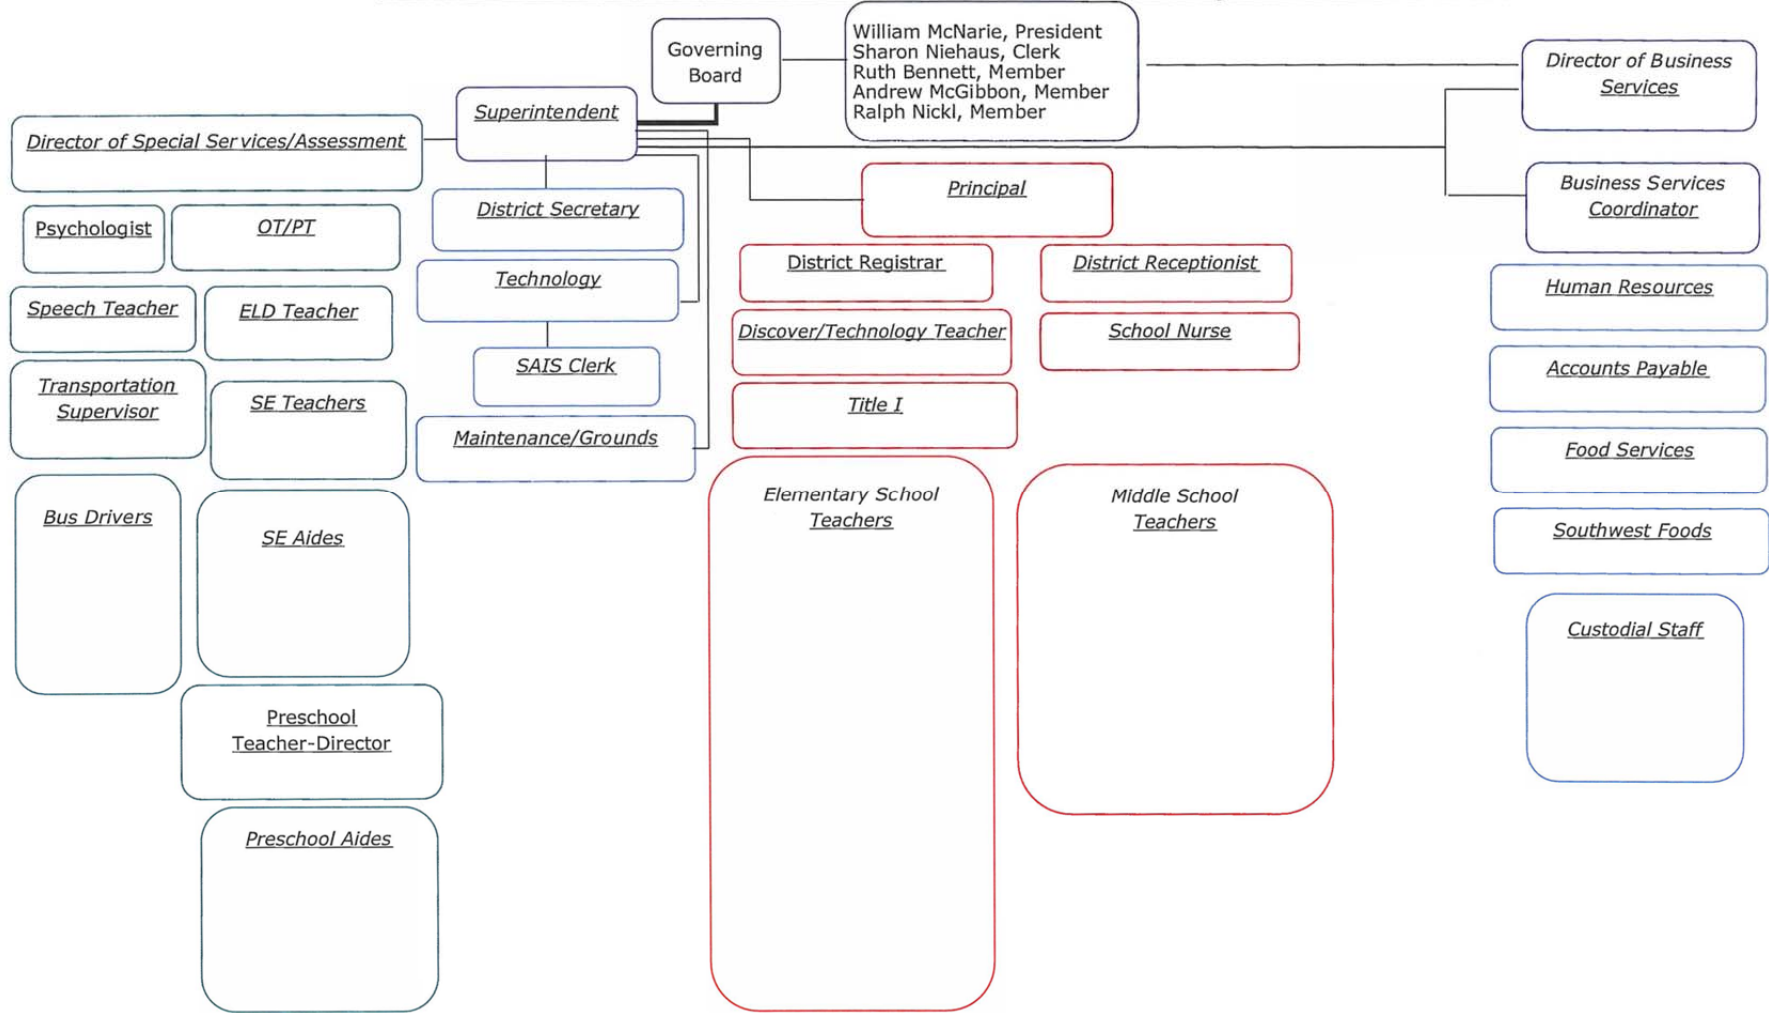 Governing
Board
William McNarie, President
Sharon Niehaus, Clerk
Ruth Bennett, Member
Andrew McGibbon, Member
Ralph Nickl, Member
Director of Business
Services
Superintendent
Director of Special Services/Assessment
Principal
Business Services
Coordinator
District Secretary
Psychologist
OT/PT
Technology
District Registrar
District Receptionist
Human Resources
Speech Teacher
ELD Teacher
Discover/Technology Teacher
School Nurse
SAIS Clerk
Accounts Payable
Transportation
Supervisor
SE Teachers
Title I
Maintenance/Grounds
Food Services
Elementary School
Teachers
Middle School
Teachers
Bus Drivers
SE Aides
Southwest Foods
Custodial Staff
Preschool
Teacher-Director
Preschool Aides